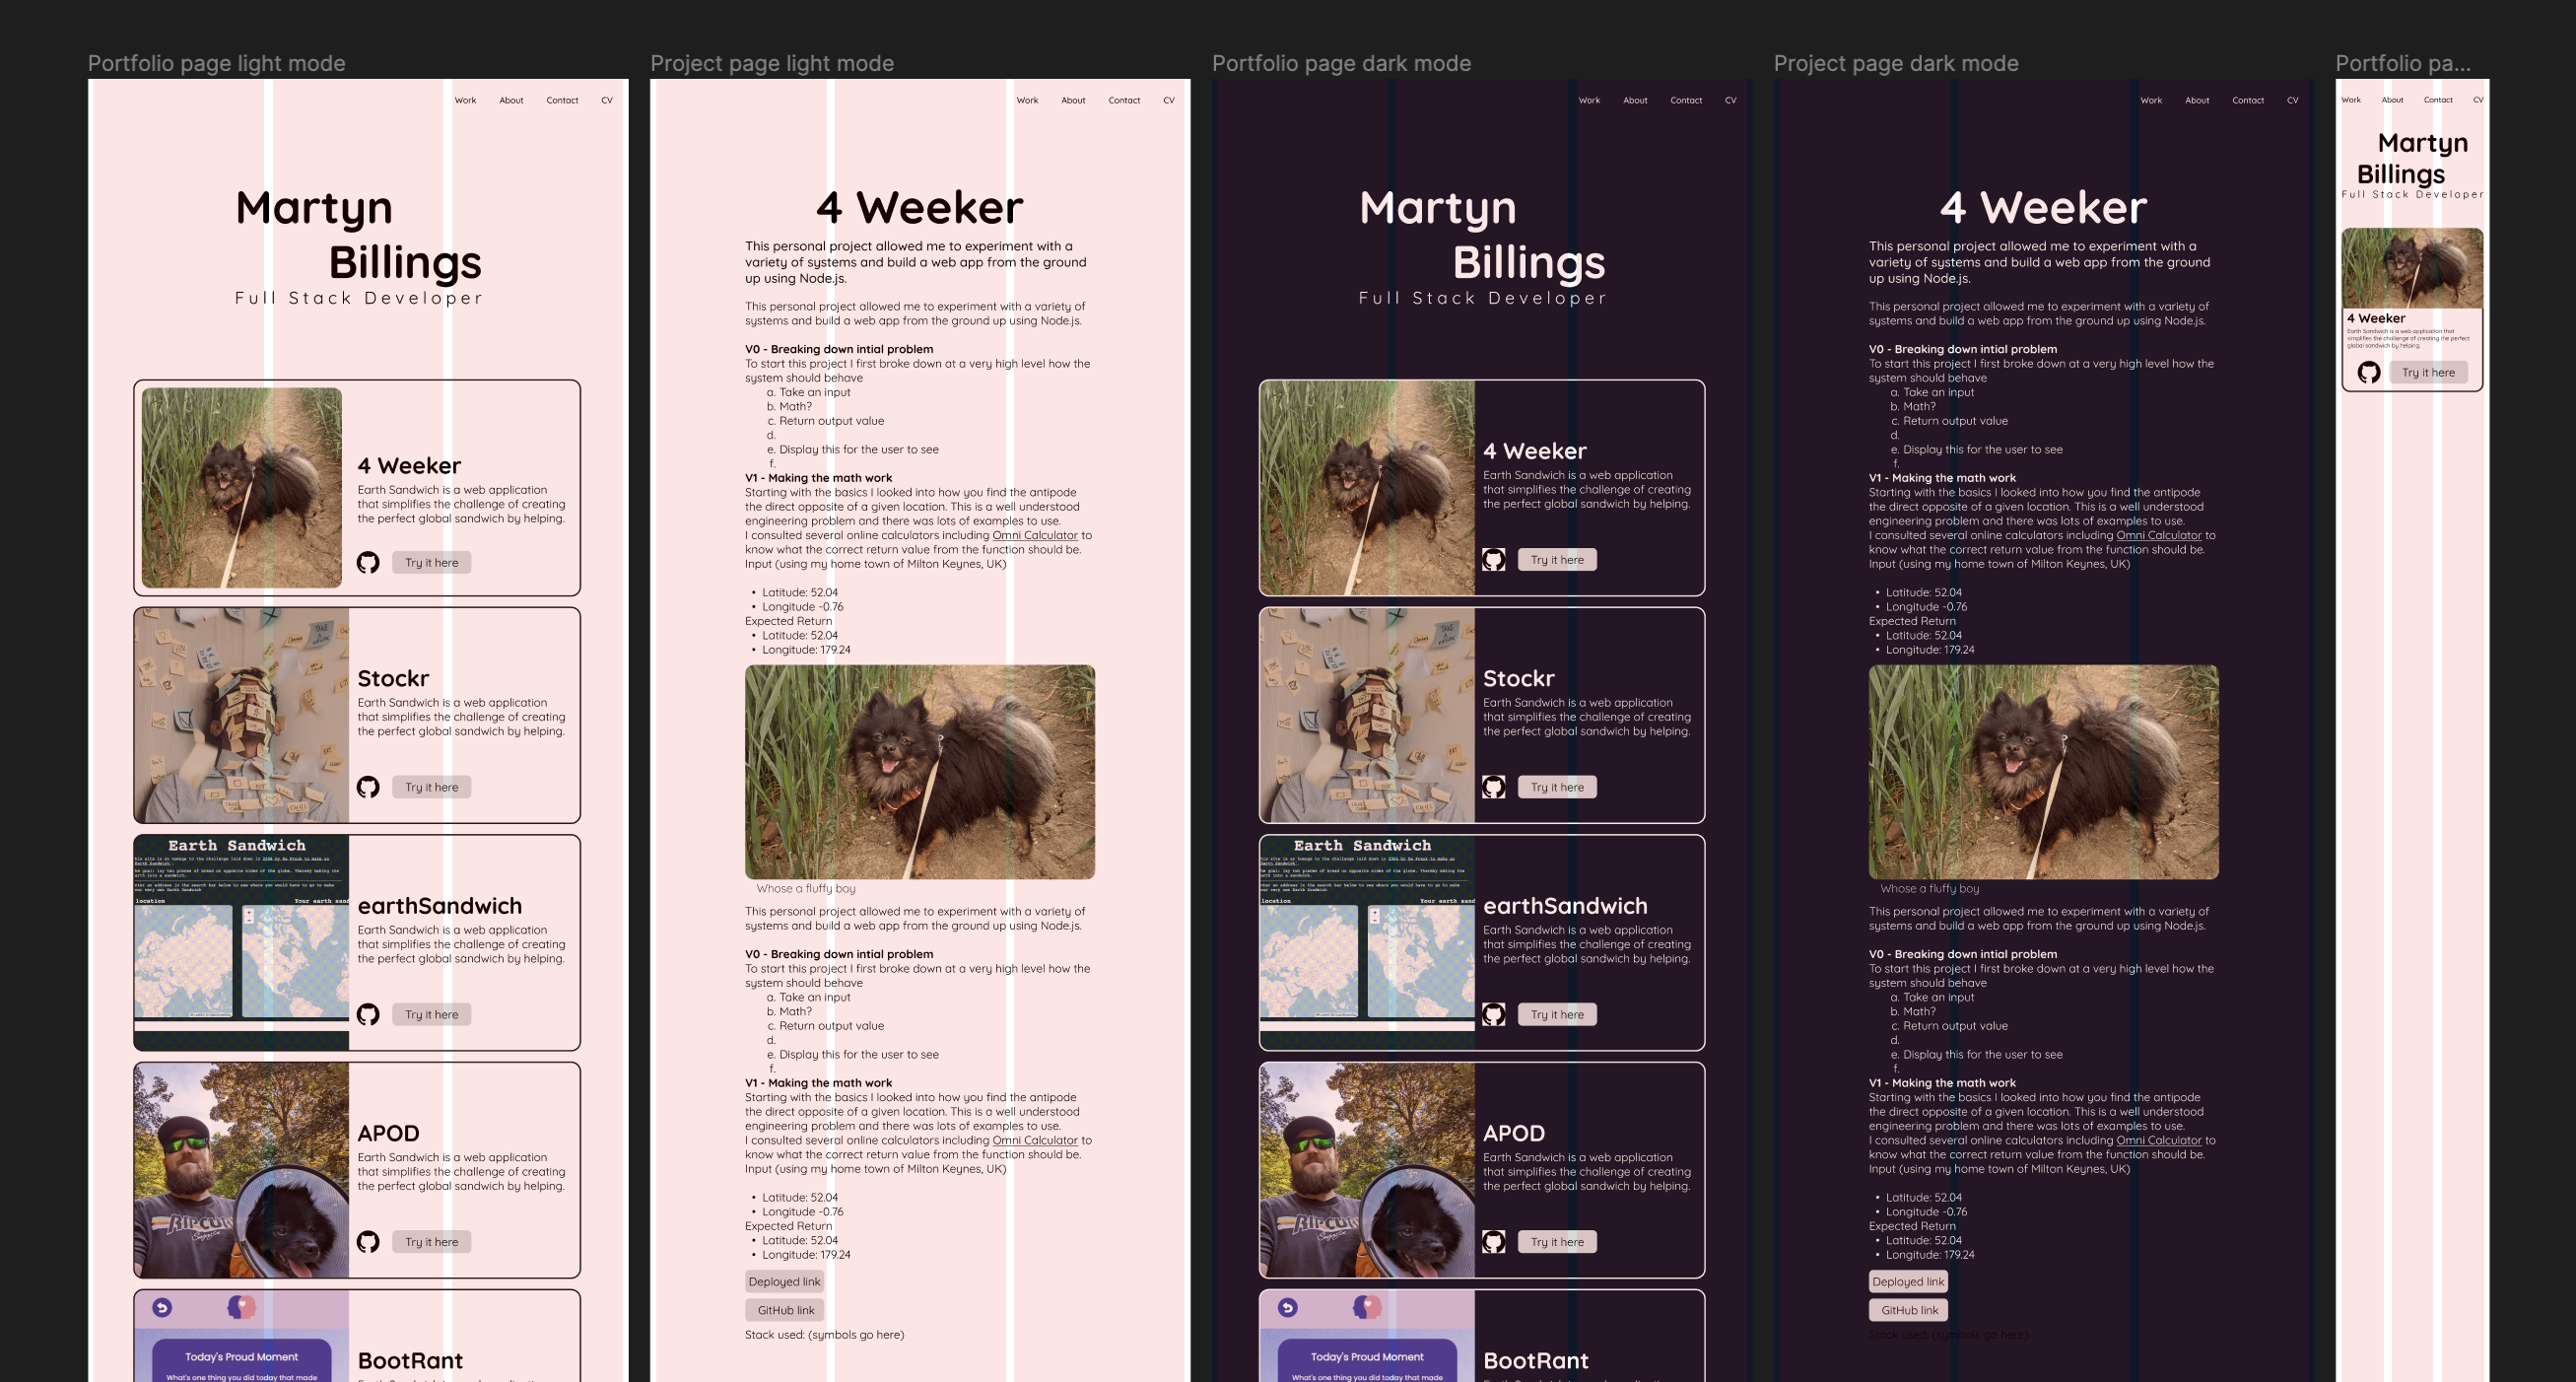 Portfolio page light mode
Work About Contact CV
Martyn
Billings
Full Stack Developer
4 Weeker
Earth Sandwich is a web application
that simplifies the challenge of creating
the perfect global sandwich by helping.
Try it here
Stockr
Earth Sandwich is a web application
that simplifies the challenge of creating
the perfect global sandwich by helping.
Try it here
Earth Sandwich
location
earthSandwich
Earth Sandwich is a web application
that simplifies the challenge of creating
the perfect global sandwich by helping.
Try it here
RIPCURL
APOD
Earth Sandwich is a web application
that simplifies the challenge of creating
the perfect global sandwich by helping.
Try it here
Today's Proud Moment
What's one thing you did today that made
BootRant
Project page light mode
Work About Contact CV
4 Weeker
This personal project allowed me to experiment with a
variety of systems and build a web app from the ground
up using Node.js.
This personal project allowed me to experiment with a variety of
systems and build a web app from the ground up using Node.js.
V0 - Breaking down intial problem
To start this project I first broke down at a very high level how the
system should behave
a. Take an input
b. Math?
c. Return output value
d.
e. Display this for the user to see
f.
V1 - Making the math work
Starting with the basics I looked into how you find the antipode
the direct opposite of a given location. This is a well understood
engineering problem and there was lots of examples to use.
I consulted several online calculators including Omni Calculator to
know what the correct return value from the function should be.
Input (using my home town of Milton Keynes, UK)
• Latitude: 52.04
• Longitude -0.76
Expected Return
• Latitude: 52.04
• Longitude: 179.24
Whose a fluffy boy
This personal project allowed me to experiment with a variety of
systems and build a web app from the ground up using Node.js.
V0 - Breaking down intial problem
To start this project I first broke down at a very high level how the
system should behave
a. Take an input
b. Math?
c. Return output value
d.
e. Display this for the user to see
f.
V1 - Making the math work
Starting with the basics I looked into how you find the antipode
the direct opposite of a given location. This is a well understood
engineering problem and there was lots of examples to use.
I consulted several online calculators including Omni Calculator to
know what the correct return value from the function should be.
Input (using my home town of Milton Keynes, UK)
• Latitude: 52.04
• Longitude -0.76
Expected Return
• Latitude: 52.04
• Longitude: 179.24
Deployed link
GitHub link
Stack used: (symbols go here)
Portfolio page dark mode
Work About Contact CV
Martyn
Billings
Full Stack Developer
4 Weeker
Earth Sandwich is a web application
that simplifies the challenge of creating
the perfect global sandwich by helping.
Try it here
Stockr
Earth Sandwich is a web application
that simplifies the challenge of creating
the perfect global sandwich by helping.
Try it here
Earth Sandwich
location
earthSandwich
Earth Sandwich is a web application
that simplifies the challenge of creating
the perfect global sandwich by helping.
Try it here
RIPCURL
APOD
Earth Sandwich is a web application
that simplifies the challenge of creating
the perfect global sandwich by helping.
Try it here
Today's Proud Moment
What's one thing you did today that made
BootRant
Project page dark mode
Work About Contact CV
4 Weeker
This personal project allowed me to experiment with a
variety of systems and build a web app from the ground
up using Node.js.
This personal project allowed me to experiment with a variety of
systems and build a web app from the ground up using Node.js.
V0 - Breaking down intial problem
To start this project I first broke down at a very high level how the
system should behave
a. Take an input
b. Math?
c. Return output value
d.
e. Display this for the user to see
f.
V1 - Making the math work
Starting with the basics I looked into how you find the antipode
the direct opposite of a given location. This is a well understood
engineering problem and there was lots of examples to use.
I consulted several online calculators including Omni Calculator to
know what the correct return value from the function should be.
Input (using my home town of Milton Keynes, UK)
• Latitude: 52.04
• Longitude -0.76
Expected Return
• Latitude: 52.04
• Longitude: 179.24
Whose a fluffy boy
This personal project allowed me to experiment with a variety of
systems and build a web app from the ground up using Node.js.
V0 - Breaking down intial problem
To start this project I first broke down at a very high level how the
system should behave
a. Take an input
b. Math?
c. Return output value
d.
e. Display this for the user to see
f.
V1 - Making the math work
Starting with the basics I looked into how you find the antipode
the direct opposite of a given location. This is a well understood
engineering problem and there was lots of examples to use.
I consulted several online calculators including Omni Calculator to
know what the correct return value from the function should be.
Input (using my home town of Milton Keynes, UK)
• Latitude: 52.04
• Longitude -0.76
Expected Return
• Latitude: 52.04
• Longitude: 179.24
Deployed link
GitHub link
Stack used: (symbols go here)
Portfolio pa...
Work About Contact CV
Martyn
Billings
Full Stack Developer
4 Weeker
Earth Sandwich is a web application that
simplifies the challenge of creating the perfect
global sandwich by helping.
Try it here